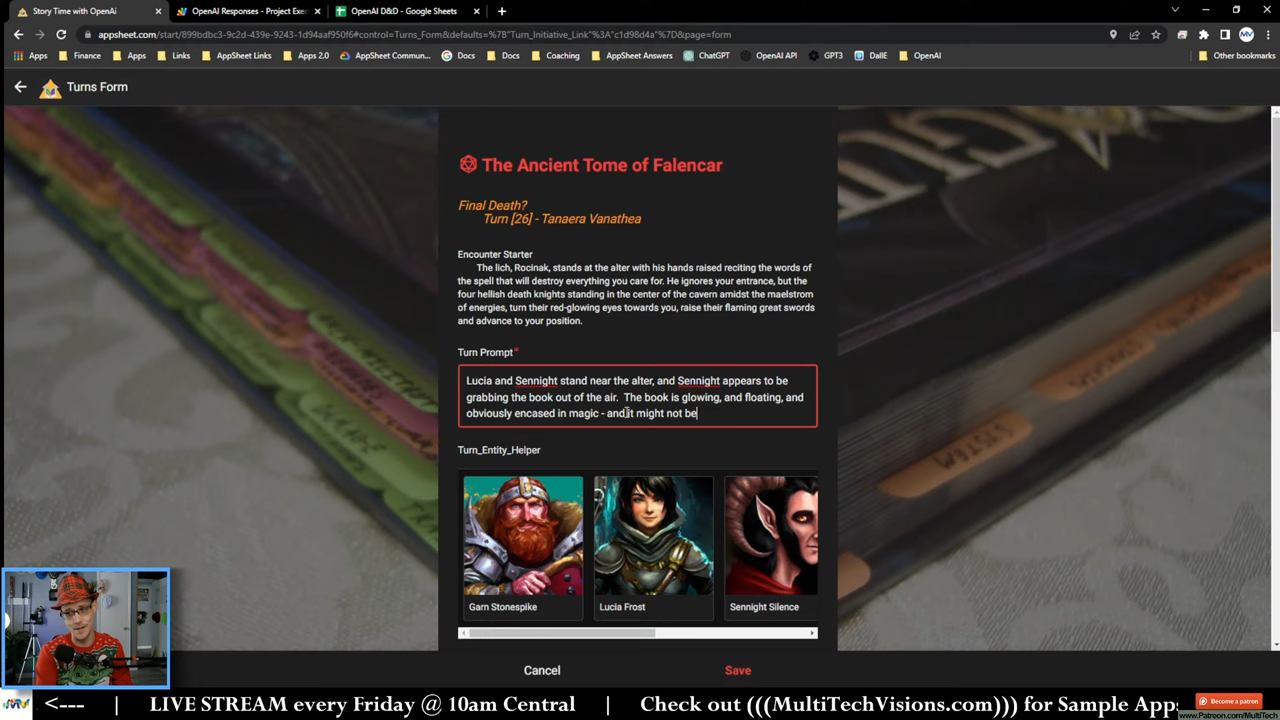 Story Time with OpenAi
OpenAI Responses - Project Exec
OpenAI D&D - Google Sheets
appsheet.com/start/899bdbc3-9c2d-439e-9243-1d94aaf950f6#control=Turns_Form&defaults=%7B"Turn_Initiative_Link"%3A"c1d98d4a"%7D&page=form
Apps
Finance
Apps
Links
AppSheet Links
Apps 2.0
AppSheet Commun...
Docs
Docs
Coaching
AppSheet Answers
ChatGPT
OpenAI API
GPT3
DallE
OpenAI
Other bookmarks
Turns Form
The Ancient Tome of Falencar
Final Death?
Turn [26] - Tanaera Vanathea
Encounter Starter
The lich, Rocinak, stands at the alter with his hands raised reciting the words of
the spell that will destroy everything you care for. He ignores your entrance, but the
four hellish death knights standing in the center of the cavern amidst the maelstrom
of energies, turn their red-glowing eyes towards you, raise their flaming great swords
and advance to your position.
Turn Prompt*
Lucia and Sennight stand near the alter, and Sennight appears to be
grabbing the book out of the air. The book is glowing, and floating, and
obviously encased in magic - and it might not be
Turn_Entity_Helper
Garn Stonespike
Lucia Frost
Sennight Silence
Cancel
Save
SYSTEM
<--- | LIVE STREAM every Friday @ 10am Central | Check out (((MultiTechVisions.com))) for Sample Apps
Become a patron
www.Patreon.com/MultiTech